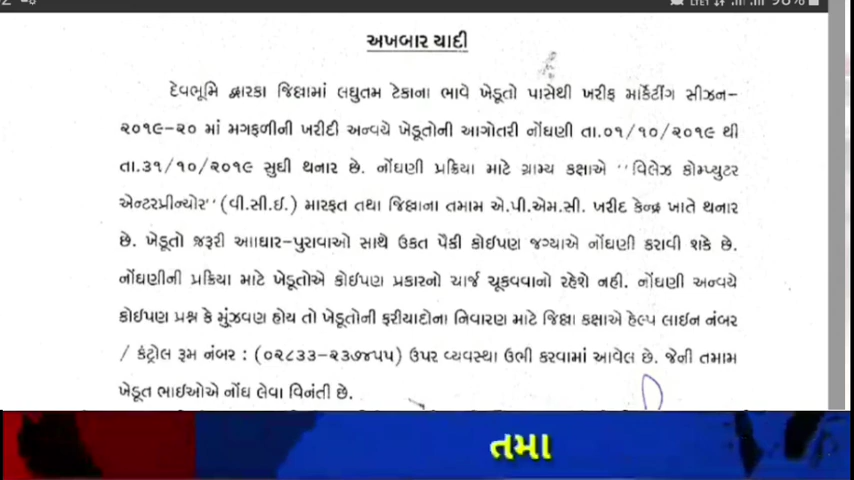 અખબાર યાદી
દેવભૂમિ દ્વારકા જિલ્લામાં લઘુતમ ટેકાના ભાવે ખેડૂતો પાસેથી ખરીફ માર્કેટીંગ સીઝન-
૨૦૧૯-૨૦ માં મગફળીની ખરીદી અન્વયે ખેડૂતોની આગોતરી નોંધણી તા.૦૧/૧૦/૨૦૧૯ થી
તા.૩૧/૧૦/૨૦૧૯ સુધી થનાર છે. નોંધણી પ્રક્રિયા માટે ગ્રામ્ય કક્ષાએ ''વિલેઝ કોમ્પ્યુટર
એન્ટરપ્રીન્યોર'' (વી.સી.ઈ.) મારફત તથા જિલ્લાના તમામ એ.પી.એમ.સી. ખરીદ કેન્દ્ર ખાતે થનાર
છે. ખેડૂતો જરૂરી આાધાર-પુરાવાઓ સાથે ઉકત પૈકી કોઈપણ જગ્યાએ નોંધણી કરાવી શકે છે.
નોંધણીની પ્રક્રિયા માટે ખેડૂતોએ કોઈપણ પ્રકારનો ચાર્જ ચૂકવવાનો રહેશે નહી. નોંધણી અન્વયે
કોઈપણ પ્રશ્ન કે મુંઝવણ હોય તો ખેડૂતોની ફરીયાદોના નિવારણ માટે જિલ્લા કક્ષાએ હેલ્પ લાઈન નંબર
/ કંટ્રોલ રૂમ નંબર : (૦૨૮૩૩-૨૩૭૪૫૫) ઉપર વ્યવસ્થા ઉભી કરવામાં આવેલ છે. જેની તમામ
ખેડૂત ભાઈઓએ નોંધ લેવા વિનંતી છે.
તમા